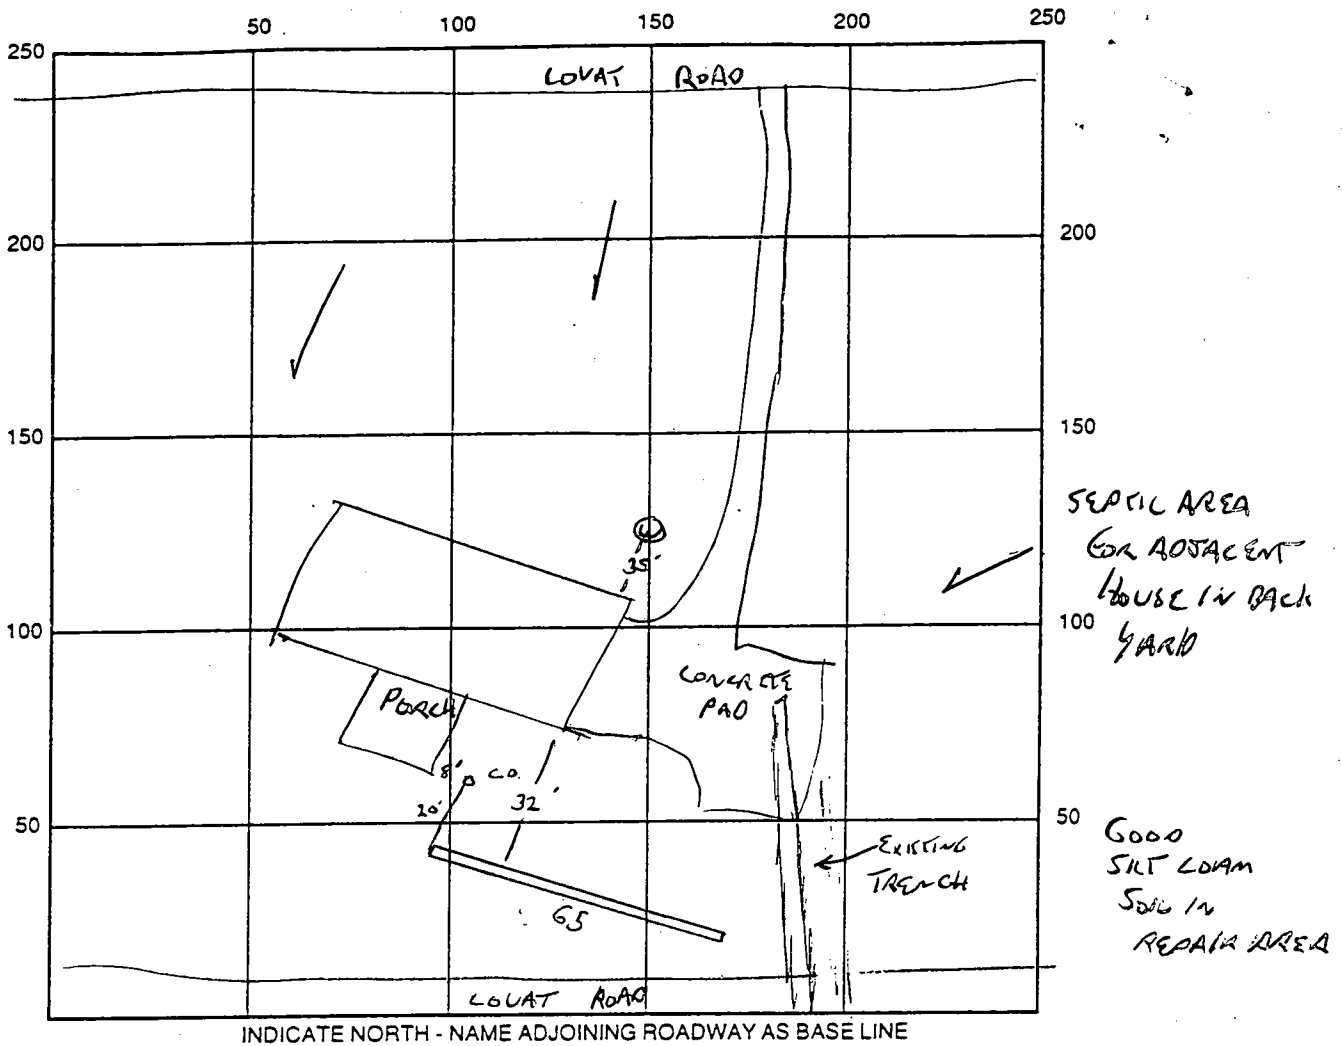 50 100 150 200 250
250
LOVAT ROAD
200 200
150 150
SEPTIC AREA
FOR ADJACENT
HOUSE IN BACK
YARD
W
35'
100 100
CONCRETE
PAD
PORCH
8' C.O.
20' 32'
50 50
EXISTING
TRENCH
GOOD
SILT LOAM
SOIL IN
REPAIR AREA
65
LOVAT ROAD
INDICATE NORTH - NAME ADJOINING ROADWAY AS BASE LINE